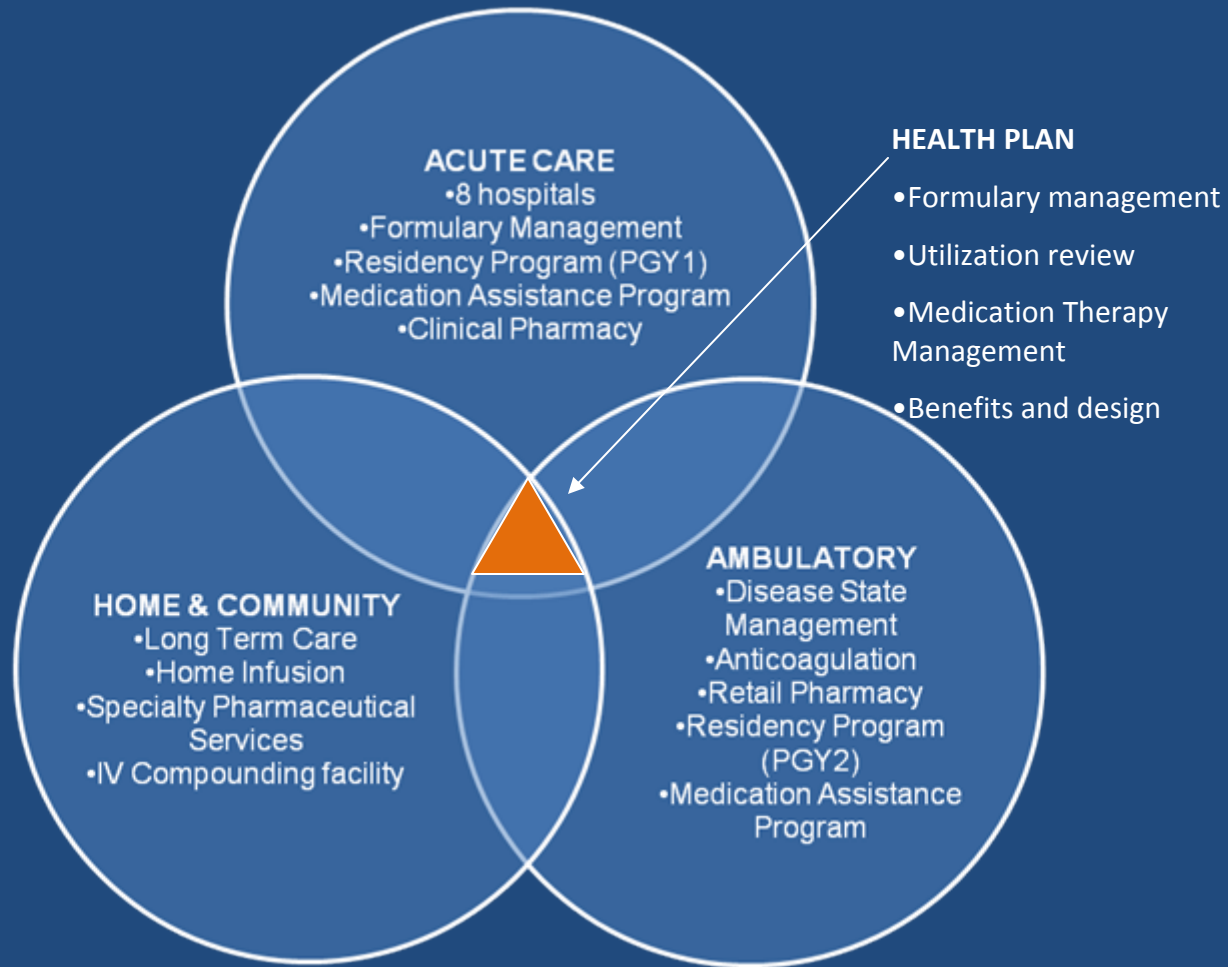 ACUTE CARE
•8 hospitals
•Formulary Management
•Residency Program (PGY1)
•Medication Assistance Program
•Clinical Pharmacy
HEALTH PLAN
•Formulary management
•Utilization review
•Medication Therapy
Management
•Benefits and design
HOME & COMMUNITY
•Long Term Care
•Home Infusion
•Specialty Pharmaceutical
Services
•IV Compounding facility
AMBULATORY
•Disease State
Management
•Anticoagulation
•Retail Pharmacy
•Residency Program
(PGY2)
•Medication Assistance
Program